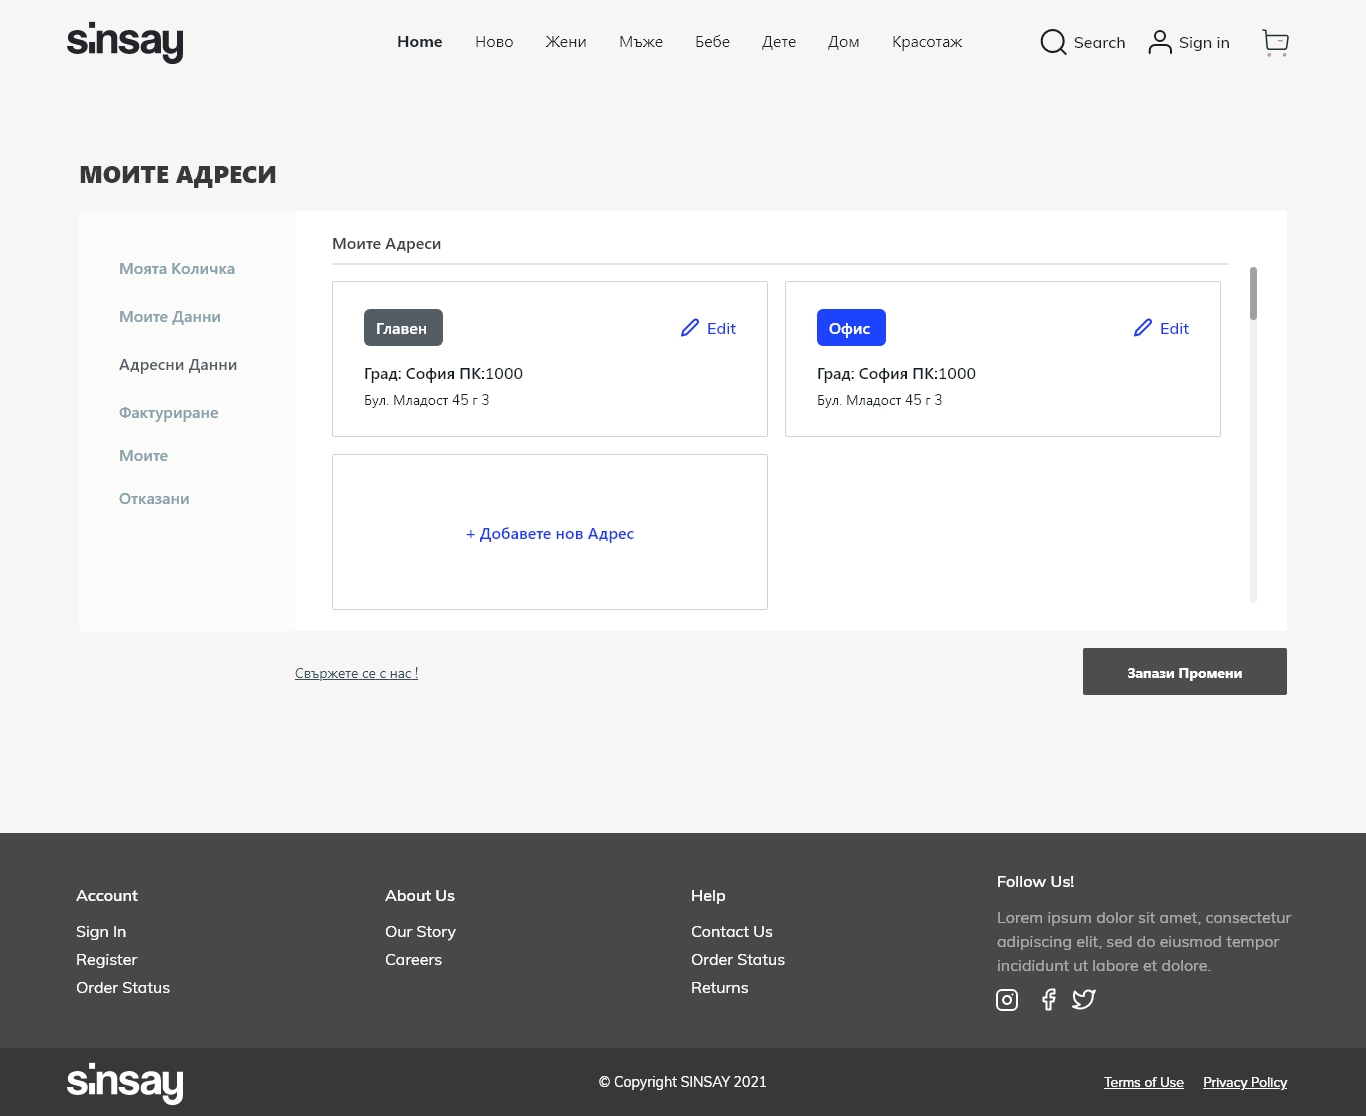 sinsay
Home Ново Жени Мъже Бебе Дете Дом Красотаж Search Sign in
МОИТЕ АДРЕСИ
Моите Адреси
Моята Количка
Моите Данни
Адресни Данни
Фактуриране
Моите
Отказани
Главен Edit
Град: София ПК:1000
Бул. Младост 45 г 3
Офис Edit
Град: София ПК:1000
Бул. Младост 45 г 3
+ Добавете нов Адрес
Свържете се с нас !
Запази Промени
Account
Sign In
Register
Order Status
About Us
Our Story
Careers
Help
Contact Us
Order Status
Returns
Follow Us!
Lorem ipsum dolor sit amet, consectetur
adipiscing elit, sed do eiusmod tempor
incididunt ut labore et dolore.
sinsay
© Copyright SINSAY 2021
Terms of Use Privacy Policy